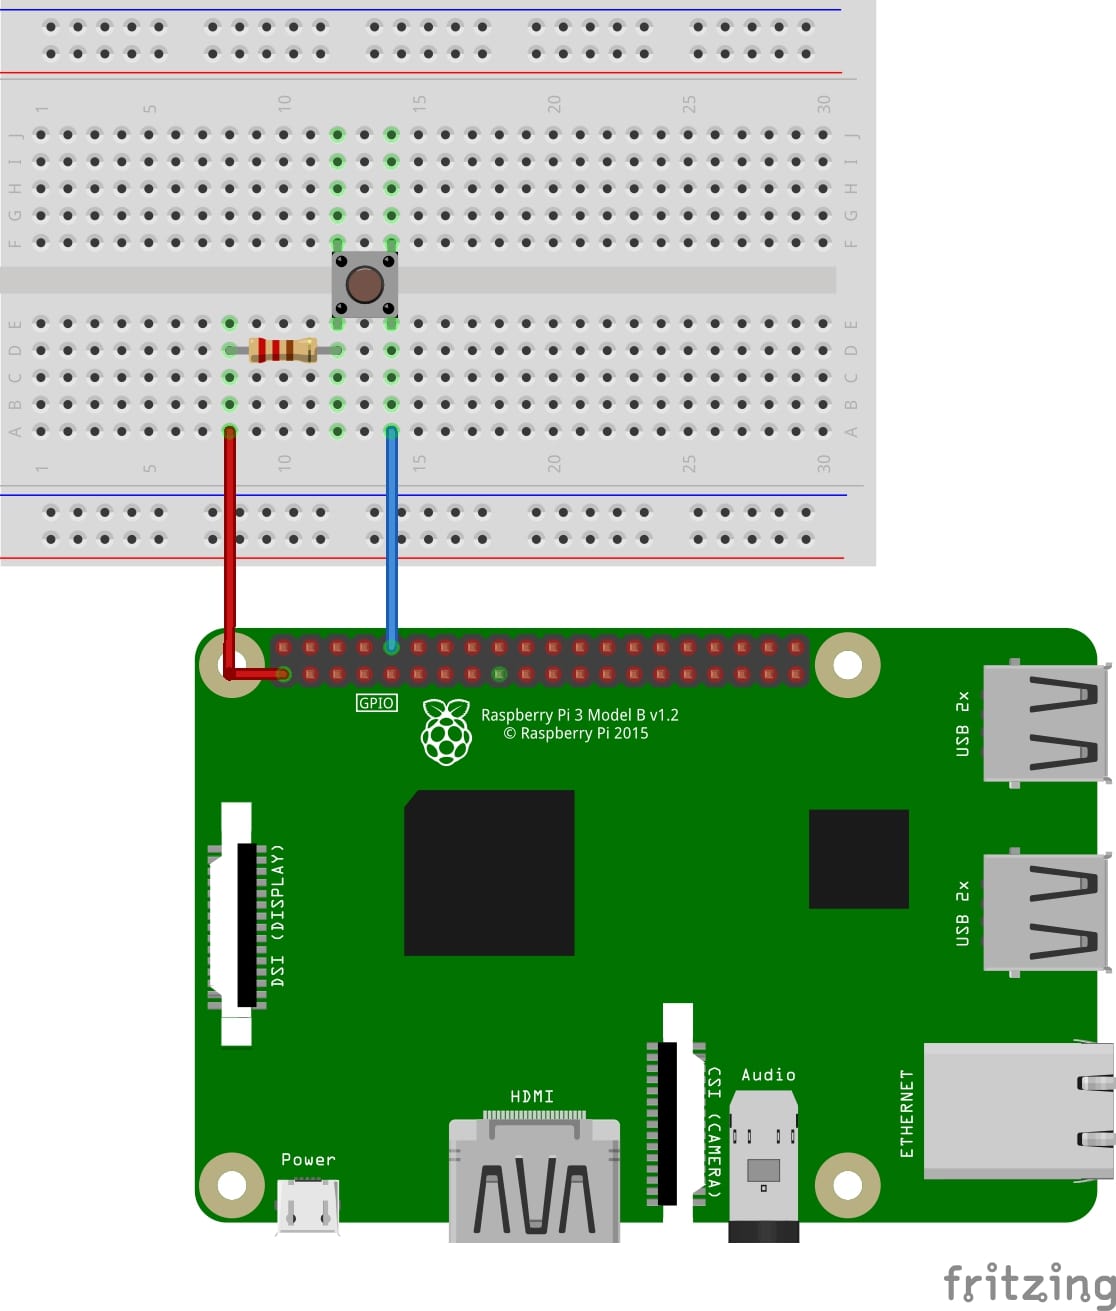 1 5 10 15 20 25 30
J J
I I
H H
G G
F F
E E
D D
C C
B B
A A
1 5 10 15 20 25 30
GPIO
Raspberry Pi 3 Model B v1.2
© Raspberry Pi 2015
USB 2x
DSI (DISPLAY)
USB 2x
HDMI
CSI (CAMERA)
Audio
ETHERNET
Power
fritzing